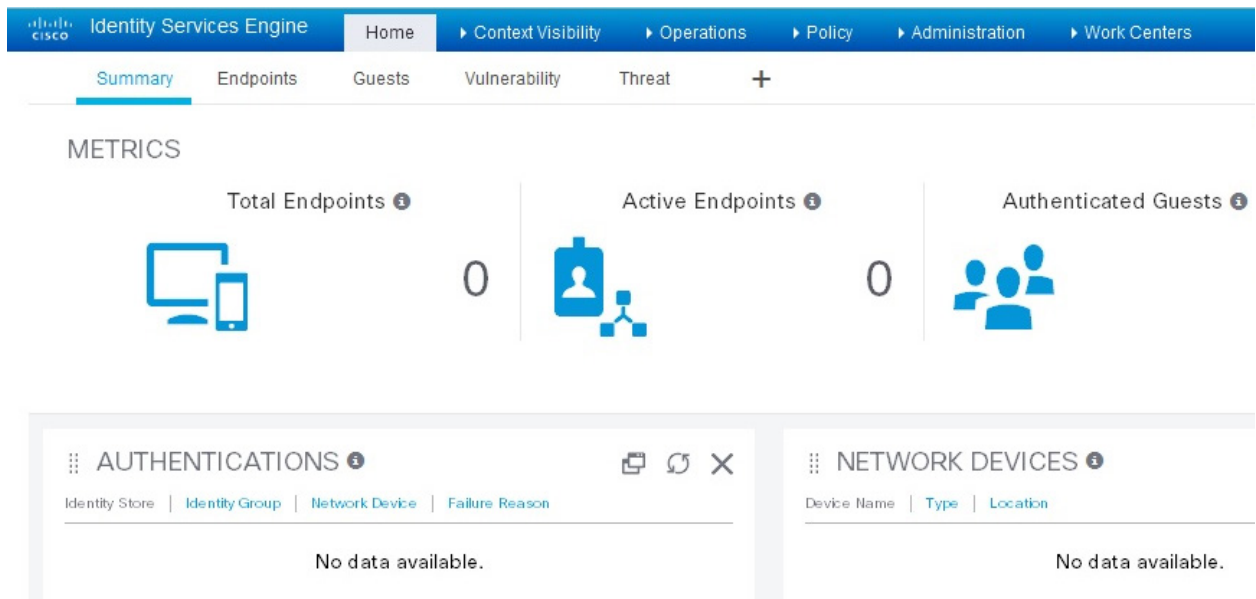 cisco Identity Services Engine Home Context Visibility Operations Policy Administration Work Centers
Summary Endpoints Guests Vulnerability Threat +
METRICS
Total Endpoints Active Endpoints Authenticated Guests
0 0
AUTHENTICATIONS NETWORK DEVICES
Identity Store | Identity Group | Network Device | Failure Reason Device Name | Type | Location
No data available. No data available.